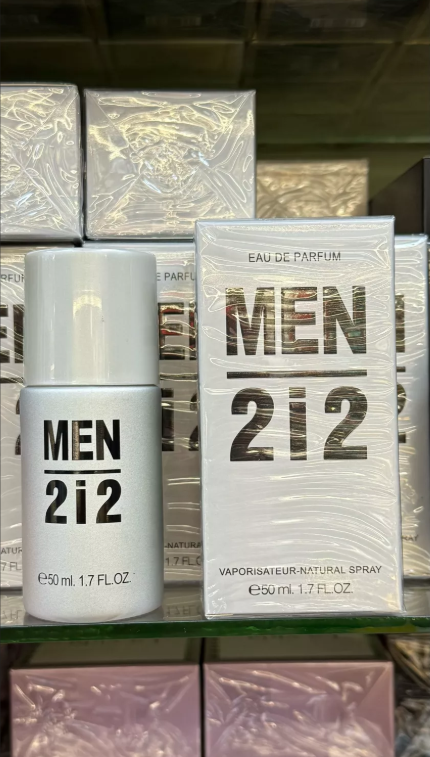 MEN
2i2
℮50 ml. 1.7 FL.OZ.
EAU DE PARFUM
MEN
2i2
VAPORISATEUR-NATURAL SPRAY
℮50 ml. 1.7 FL.OZ.